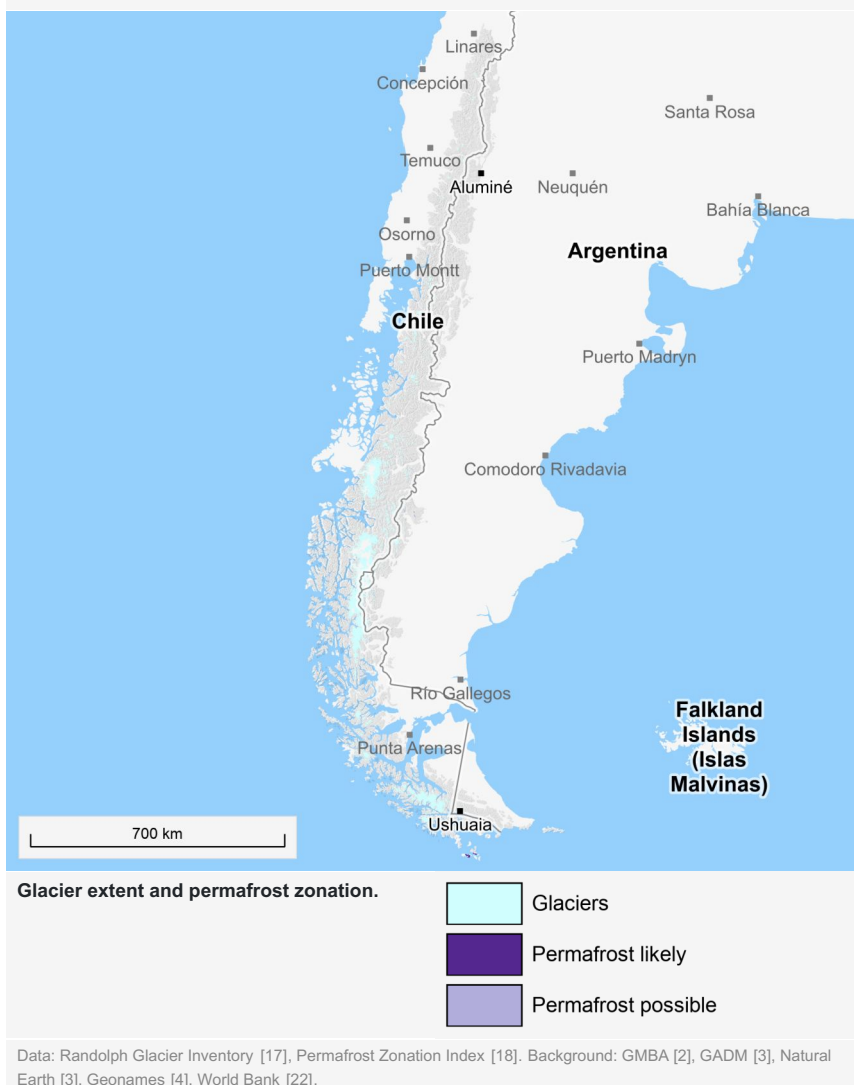 Linares
Concepción
Santa Rosa
Temuco
Aluminé
Neuquén
Bahía Blanca
Osorno
Argentina
Puerto Montt
Chile
Puerto Madryn
Comodoro Rivadavia
Río Gallegos
Falkland
Islands
(Islas
Malvinas)
Punta Arenas
700 km
Ushuaia
Glacier extent and permafrost zonation.
Glaciers
Permafrost likely
Permafrost possible
Data: Randolph Glacier Inventory [17], Permafrost Zonation Index [18]. Background: GMBA [2], GADM [3], Natural
Earth [3], Geonames [4], World Bank [22].